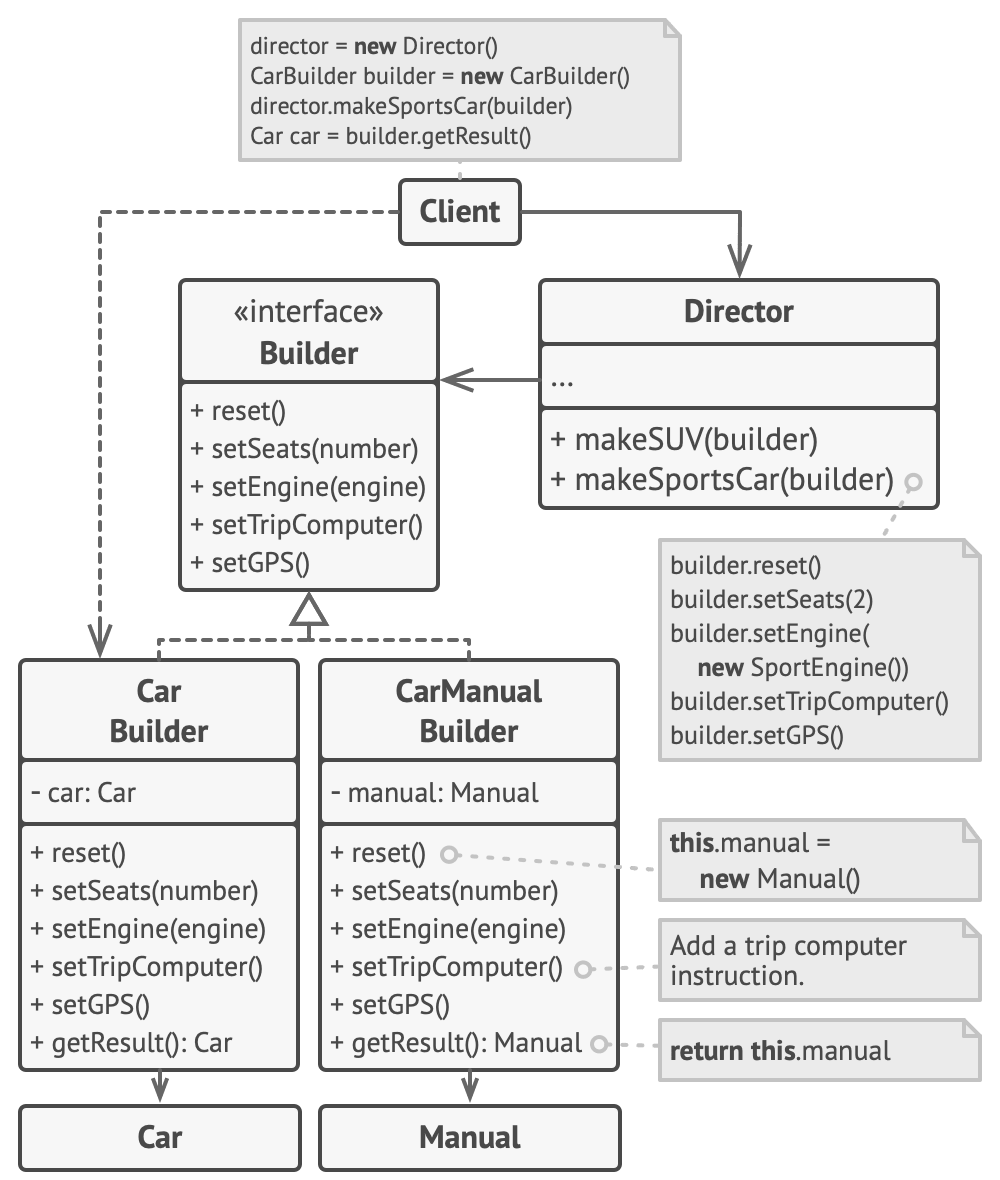 director = new Director()
CarBuilder builder = new CarBuilder()
director.makeSportsCar(builder)
Car car = builder.getResult()
Client
«interface»
Builder
+ reset()
+ setSeats(number)
+ setEngine(engine)
+ setTripComputer()
+ setGPS()
Director
...
+ makeSUV(builder)
+ makeSportsCar(builder)
builder.reset()
builder.setSeats(2)
builder.setEngine(
new SportEngine())
builder.setTripComputer()
builder.setGPS()
Car
Builder
- car: Car
+ reset()
+ setSeats(number)
+ setEngine(engine)
+ setTripComputer()
+ setGPS()
+ getResult(): Car
CarManual
Builder
- manual: Manual
+ reset()
+ setSeats(number)
+ setEngine(engine)
+ setTripComputer()
+ setGPS()
+ getResult(): Manual
this.manual =
new Manual()
Add a trip computer
instruction.
return this.manual
Car
Manual